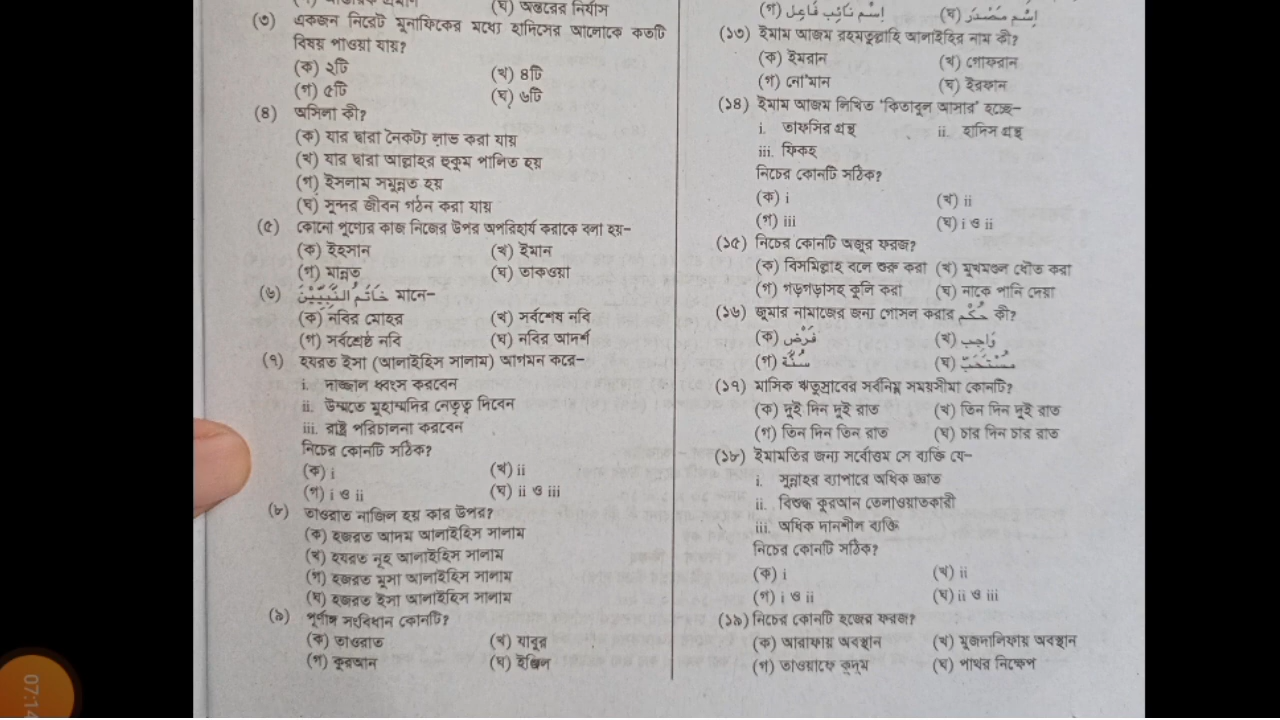 (ঘ) অন্তরের নির্যাস
(৩) একজন নিরেট মুনাফিকের মধ্যে হাদিসের আলোকে কতটি
বিষয় পাওয়া যায়?
(ক) ২টি (খ) ৪টি
(গ) ৫টি (ঘ) ৬টি
(৪) অসিলা কী?
(ক) যার দ্বারা নৈকট্য লাভ করা যায়
(খ) যার দ্বারা আল্লাহর হুকুম পালিত হয়
(গ) ইসলাম সমুন্নত হয়
(ঘ) সুন্দর জীবন গঠন করা যায়
(৫) কোনো পুণ্যের কাজ নিজের উপর অপরিহার্য করাকে বলা হয়-
(ক) ইহসান (খ) ইমান
(গ) মান্নত (ঘ) তাকওয়া
(৬) خَاتَمُ النَّبِيِّيْنَ মানে-
(ক) নবির মোহর (খ) সর্বশেষ নবি
(গ) সর্বশ্রেষ্ঠ নবি (ঘ) নবির আদর্শ
(৭) হযরত ইসা (আলাইহিস সালাম) আগমন করে-
i. দাজ্জাল ধ্বংস করবেন
ii. উম্মতে মুহাম্মদির নেতৃত্ব দিবেন
iii. রাষ্ট্র পরিচালনা করবেন
নিচের কোনটি সঠিক?
(ক) i (খ) ii
(গ) i ও ii (ঘ) ii ও iii
(৮) তাওরাত নাজিল হয় কার উপর?
(ক) হজরত আদম আলাইহিস সালাম
(খ) হযরত নূহ আলাইহিস সালাম
(গ) হজরত মুসা আলাইহিস সালাম
(ঘ) হজরত ইসা আলাইহিস সালাম
(৯) পূর্ণাঙ্গ সংবিধান কোনটি?
(ক) তাওরাত (খ) যাবুর
(গ) কুরআন (ঘ) ইঞ্জিল
(গ) اِسْم نَائِب فَاعِل (ঘ) اِسْم مَصْدَر
(১৩) ইমাম আজম রহমতুল্লাহি আলাইহির নাম কী?
(ক) ইমরান (খ) গোফরান
(গ) নো'মান (ঘ) ইরফান
(১৪) ইমাম আজম লিখিত ‘কিতাবুল আসার’ হচ্ছে-
i. তাফসির গ্রন্থ ii. হাদিস গ্রন্থ
iii. ফিকহ
নিচের কোনটি সঠিক?
(ক) i (খ) ii
(গ) iii (ঘ) i ও ii
(১৫) নিচের কোনটি অজুর ফরজ?
(ক) বিসমিল্লাহ বলে শুরু করা (খ) মুখমণ্ডল ধৌত করা
(গ) গড়গড়াসহ কুলি করা (ঘ) নাকে পানি দেয়া
(১৬) জুমার নামাজের জন্য গোসল করার حُكْم কী?
(ক) فَرْض (খ) وَاجِب
(গ) سُنَّة (ঘ) مُسْتَحَبّ
(১৭) মাসিক ঋতুস্রাবের সর্বনিম্ন সময়সীমা কোনটি?
(ক) দুই দিন দুই রাত (খ) তিন দিন দুই রাত
(গ) তিন দিন তিন রাত (ঘ) চার দিন চার রাত
(১৮) ইমামতির জন্য সর্বোত্তম সে ব্যক্তি যে-
i. সুন্নাহর ব্যাপারে অধিক জ্ঞাত
ii. বিশুদ্ধ কুরআন তেলাওয়াতকারী
iii. অধিক দানশীল ব্যক্তি
নিচের কোনটি সঠিক?
(ক) i (খ) ii
(গ) i ও ii (ঘ) ii ও iii
(১৯) নিচের কোনটি হজের ফরজ?
(ক) আরাফায় অবস্থান (খ) মুজদালিফায় অবস্থান
(গ) তাওয়াফে কুদুম (ঘ) পাথর নিক্ষেপ
07:14